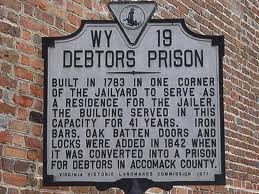 WY 19
DEBTORS PRISON
BUILT IN 1783 IN ONE CORNER
OF THE JAILYARD TO SERVE AS
A RESIDENCE FOR THE JAILER,
THE BUILDING SERVED IN THIS
CAPACITY FOR 41 YEARS. IRON
BARS, OAK BATTEN DOORS AND
LOCKS WERE ADDED IN 1842 WHEN
IT WAS CONVERTED INTO A PRISON
FOR DEBTORS IN ACCOMACK COUNTY.
VIRGINIA HISTORIC LANDMARKS COMMISSION